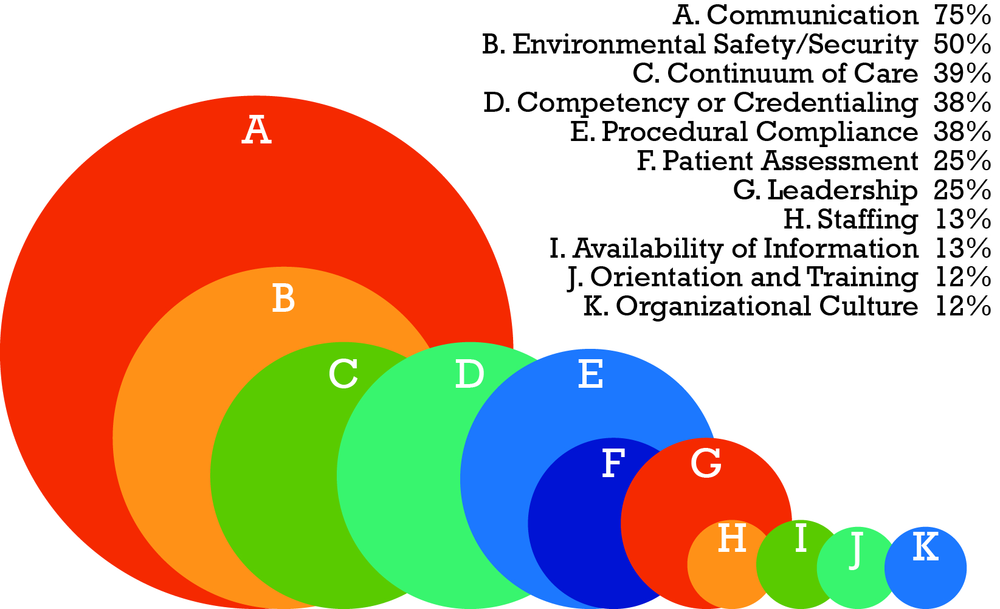 A. Communication 75%
B. Environmental Safety/Security 50%
C. Continuum of Care 39%
D. Competency or Credentialing 38%
E. Procedural Compliance 38%
F. Patient Assessment 25%
G. Leadership 25%
H. Staffing 13%
I. Availability of Information 13%
J. Orientation and Training 12%
K. Organizational Culture 12%
A
B
C
D
E
F
G
H
I
J
K